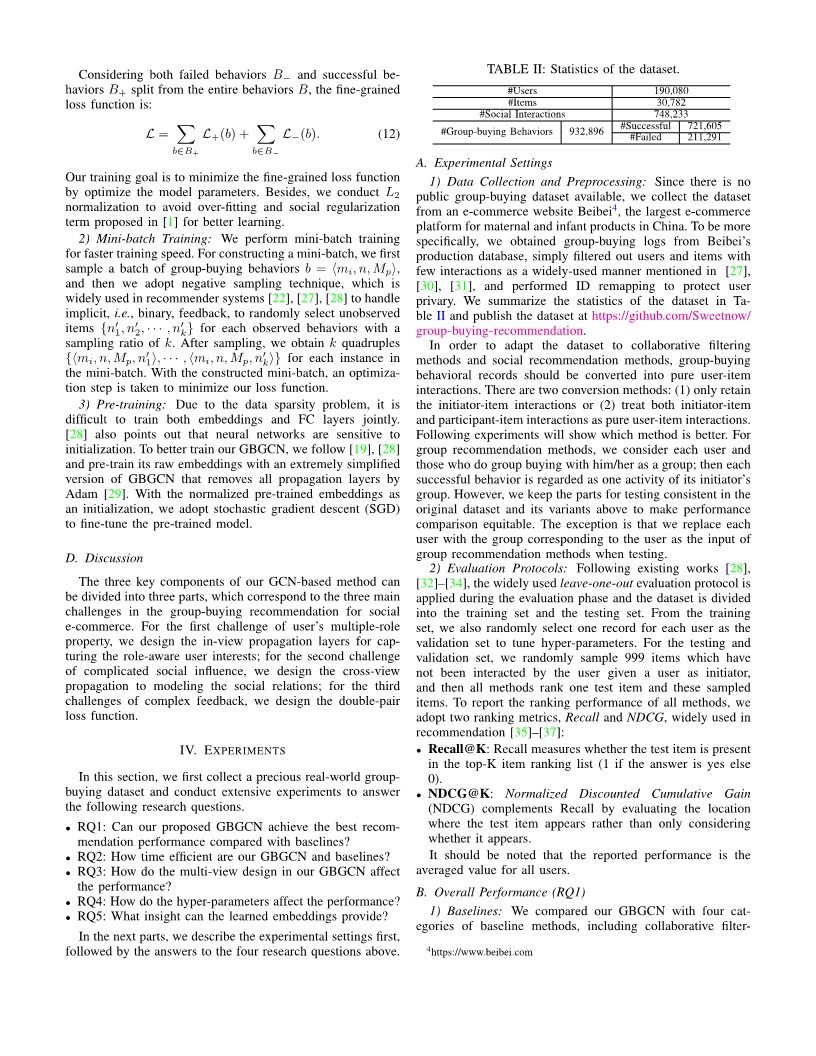 Considering both failed behaviors B− and successful be-
haviors B+ split from the entire behaviors B, the fine-grained
loss function is:
L = ∑ b∈B+ L+(b) + ∑ b∈B− L−(b). (12)
Our training goal is to minimize the fine-grained loss function
by optimize the model parameters. Besides, we conduct L2
normalization to avoid over-fitting and social regularization
term proposed in [1] for better learning.
2) Mini-batch Training: We perform mini-batch training
for faster training speed. For constructing a mini-batch, we first
sample a batch of group-buying behaviors b = ⟨mi, n, Mp⟩,
and then we adopt negative sampling technique, which is
widely used in recommender systems [22], [27], [28] to handle
implicit, i.e., binary, feedback, to randomly select unobserved
items {n′1, n′2, · · · , n′k} for each observed behaviors with a
sampling ratio of k. After sampling, we obtain k quadruples
{⟨mi, n, Mp, n′1⟩, · · · , ⟨mi, n, Mp, n′k⟩} for each instance in
the mini-batch. With the constructed mini-batch, an optimiza-
tion step is taken to minimize our loss function.
3) Pre-training: Due to the data sparsity problem, it is
difficult to train both embeddings and FC layers jointly.
[28] also points out that neural networks are sensitive to
initialization. To better train our GBGCN, we follow [19], [28]
and pre-train its raw embeddings with an extremely simplified
version of GBGCN that removes all propagation layers by
Adam [29]. With the normalized pre-trained embeddings as
an initialization, we adopt stochastic gradient descent (SGD)
to fine-tune the pre-trained model.
D. Discussion
The three key components of our GCN-based method can
be divided into three parts, which correspond to the three main
challenges in the group-buying recommendation for social
e-commerce. For the first challenge of user's multiple-role
property, we design the in-view propagation layers for cap-
turing the role-aware user interests; for the second challenge
of complicated social influence, we design the cross-view
propagation to modeling the social relations; for the third
challenges of complex feedback, we design the double-pair
loss function.
IV. EXPERIMENTS
In this section, we first collect a precious real-world group-
buying dataset and conduct extensive experiments to answer
the following research questions.
• RQ1: Can our proposed GBGCN achieve the best recom-
mendation performance compared with baselines?
• RQ2: How time efficient are our GBGCN and baselines?
• RQ3: How do the multi-view design in our GBGCN affect
the performance?
• RQ4: How do the hyper-parameters affect the performance?
• RQ5: What insight can the learned embeddings provide?
In the next parts, we describe the experimental settings first,
followed by the answers to the four research questions above.
TABLE II: Statistics of the dataset.
#Users 190,080
#Items 30,782
#Social Interactions 748,233
#Group-buying Behaviors 932,896 #Successful 721,605
#Failed 211,291
A. Experimental Settings
1) Data Collection and Preprocessing: Since there is no
public group-buying dataset available, we collect the dataset
from an e-commerce website Beibei4, the largest e-commerce
platform for maternal and infant products in China. To be more
specifically, we obtained group-buying logs from Beibei's
production database, simply filtered out users and items with
few interactions as a widely-used manner mentioned in [27],
[30], [31], and performed ID remapping to protect user
privary. We summarize the statistics of the dataset in Ta-
ble II and publish the dataset at https://github.com/Sweetnow/
group-buying-recommendation.
In order to adapt the dataset to collaborative filtering
methods and social recommendation methods, group-buying
behavioral records should be converted into pure user-item
interactions. There are two conversion methods: (1) only retain
the initiator-item interactions or (2) treat both initiator-item
and participant-item interactions as pure user-item interactions.
Following experiments will show which method is better. For
group recommendation methods, we consider each user and
those who do group buying with him/her as a group; then each
successful behavior is regarded as one activity of its initiator's
group. However, we keep the parts for testing consistent in the
original dataset and its variants above to make performance
comparison equitable. The exception is that we replace each
user with the group corresponding to the user as the input of
group recommendation methods when testing.
2) Evaluation Protocols: Following existing works [28],
[32]–[34], the widely used leave-one-out evaluation protocol is
applied during the evaluation phase and the dataset is divided
into the training set and the testing set. From the training
set, we also randomly select one record for each user as the
validation set to tune hyper-parameters. For the testing and
validation set, we randomly sample 999 items which have
not been interacted by the user given a user as initiator,
and then all methods rank one test item and these sampled
items. To report the ranking performance of all methods, we
adopt two ranking metrics, Recall and NDCG, widely used in
recommendation [35]–[37]:
• Recall@K: Recall measures whether the test item is present
in the top-K item ranking list (1 if the answer is yes else
0).
• NDCG@K: Normalized Discounted Cumulative Gain
(NDCG) complements Recall by evaluating the location
where the test item appears rather than only considering
whether it appears.
It should be noted that the reported performance is the
averaged value for all users.
B. Overall Performance (RQ1)
1) Baselines: We compared our GBGCN with four cat-
egories of baseline methods, including collaborative filter-
4https://www.beibei.com